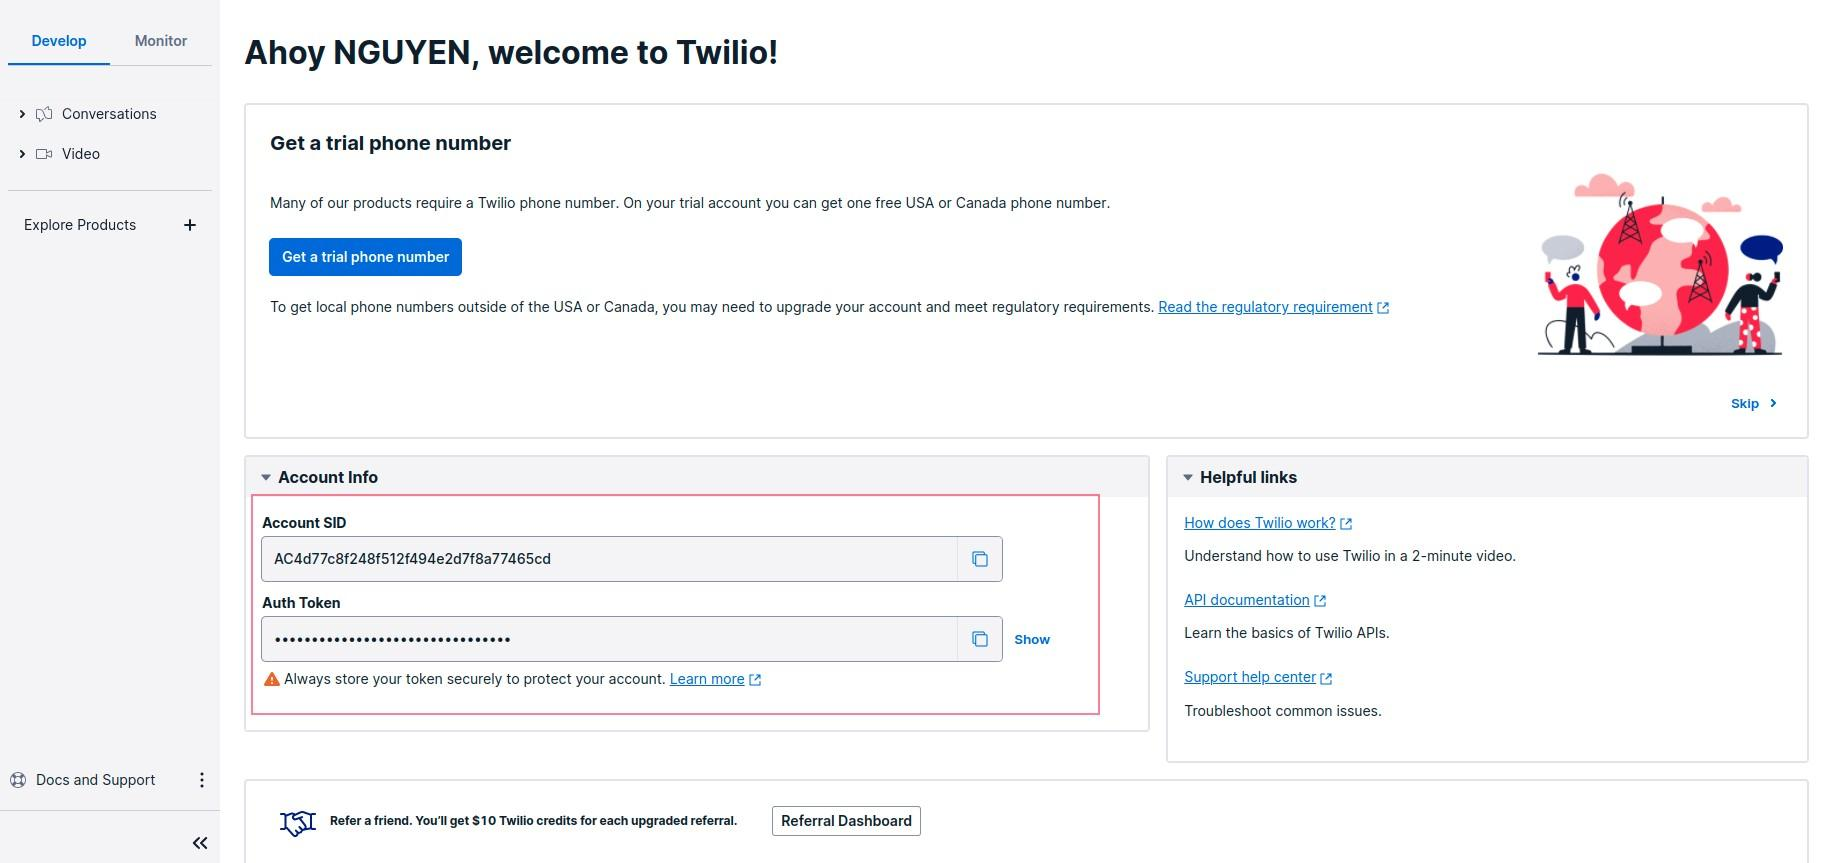 Develop
Monitor
Conversations
Video
Explore Products
Docs and Support
Ahoy NGUYEN, welcome to Twilio!
Get a trial phone number
Many of our products require a Twilio phone number. On your trial account you can get one free USA or Canada phone number.
Get a trial phone number
To get local phone numbers outside of the USA or Canada, you may need to upgrade your account and meet regulatory requirements. Read the regulatory requirement
Skip
Account Info
Account SID
AC4d77c8f248f512f494e2d7f8a77465cd
Auth Token
••••••••••••••••••••••••••••••••
Show
Always store your token securely to protect your account. Learn more
Helpful links
How does Twilio work?
Understand how to use Twilio in a 2-minute video.
API documentation
Learn the basics of Twilio APIs.
Support help center
Troubleshoot common issues.
Refer a friend. You’ll get $10 Twilio credits for each upgraded referral.
Referral Dashboard